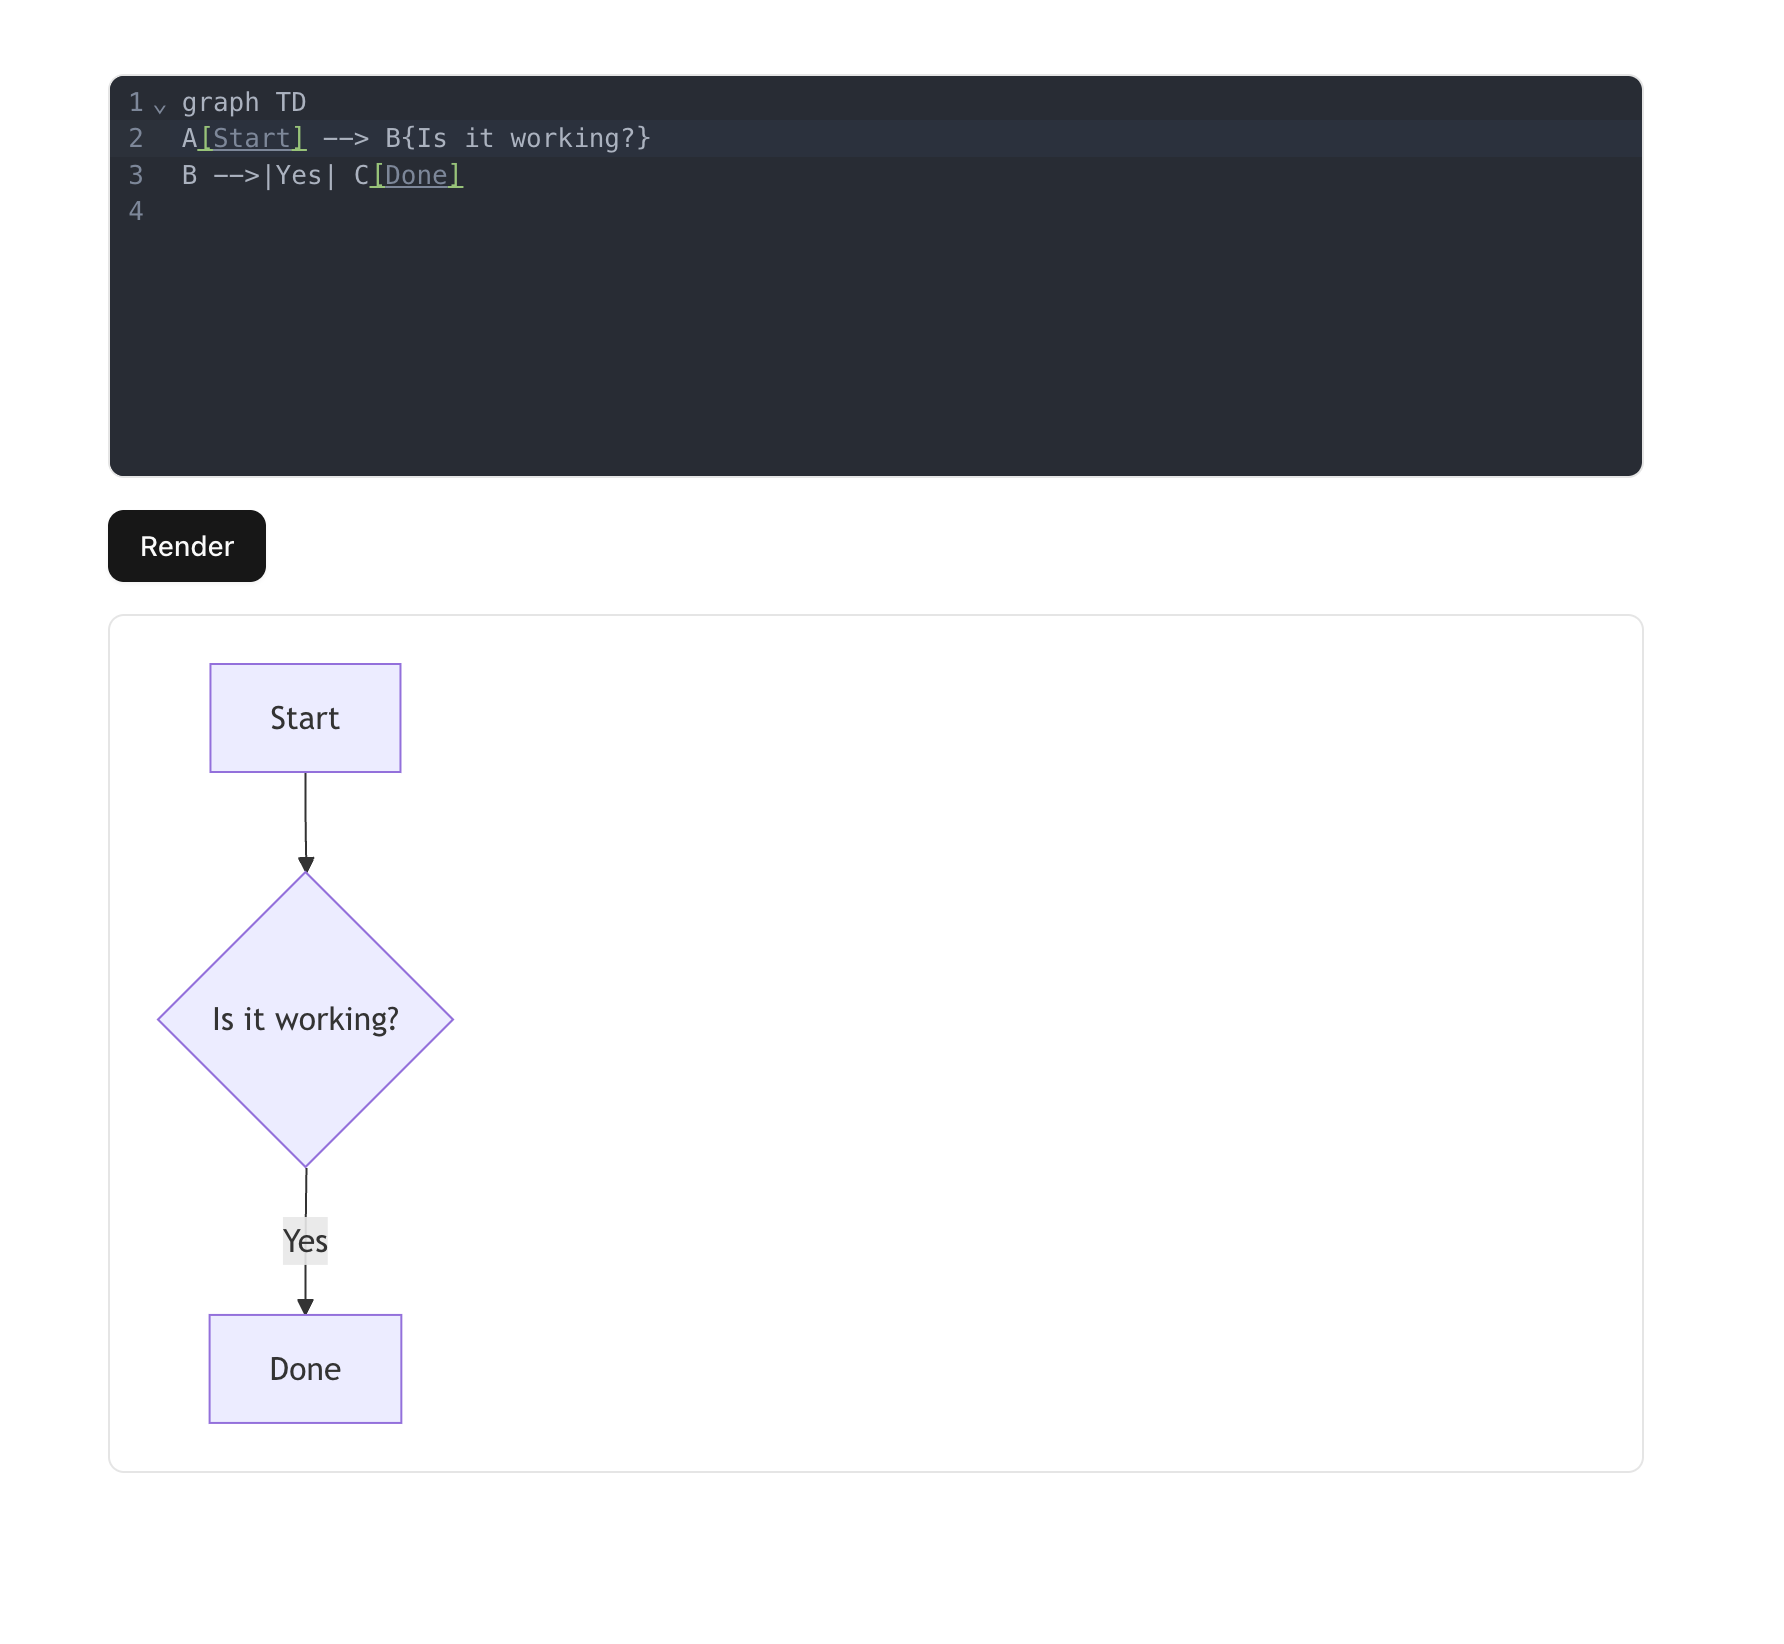 1 graph TD
2 A[Start] --> B{Is it working?}
3 B -->|Yes| C[Done]
4
Render
Start
Is it working?
Yes
Done